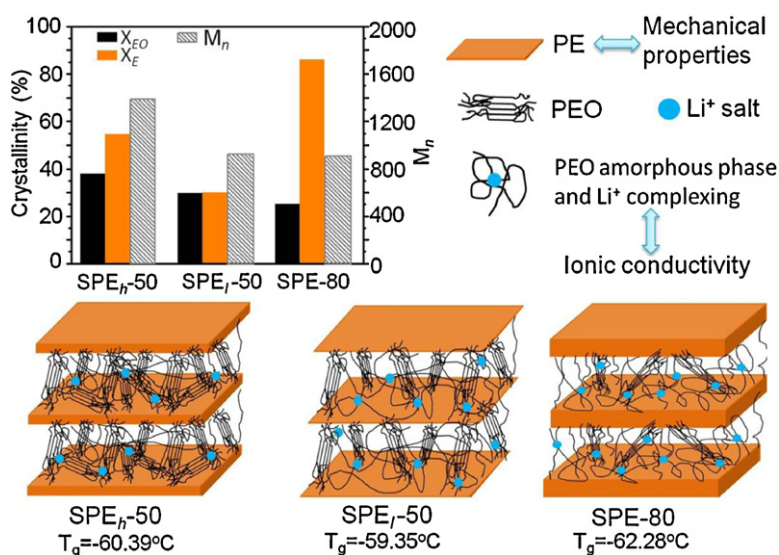 Crystallinity (%)
100
80
60
40
20
0
X_EO
X_E
M_n
2000
1600
1200
800
400
0
M_n
SPE_h-50
SPE_l-50
SPE-80
PE
Mechanical
properties
PEO
Li⁺ salt
PEO amorphous phase
and Li⁺ complexing
Ionic conductivity
SPE_h-50
T_g=-60.39°C
SPE_l-50
T_g=-59.35°C
SPE-80
T_g=-62.28°C